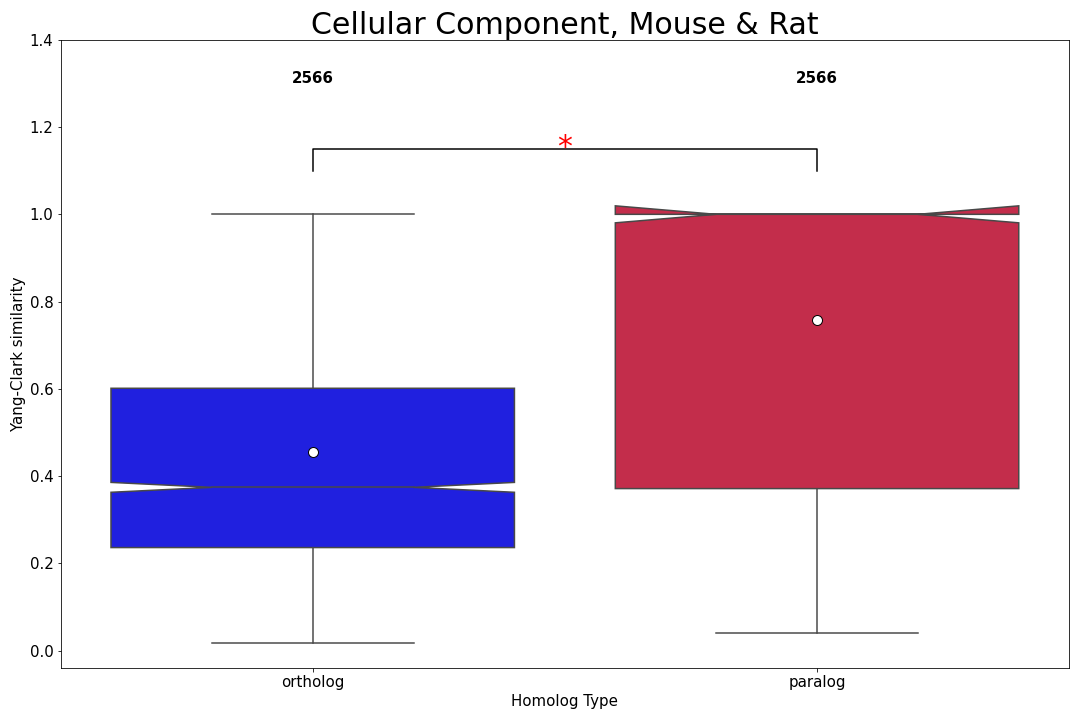 Cellular Component, Mouse & Rat
1.4
2566 2566
1.2
*
1.0
0.8
Yang-Clark similarity
0.6
0.4
0.2
0.0
ortholog paralog
Homolog Type